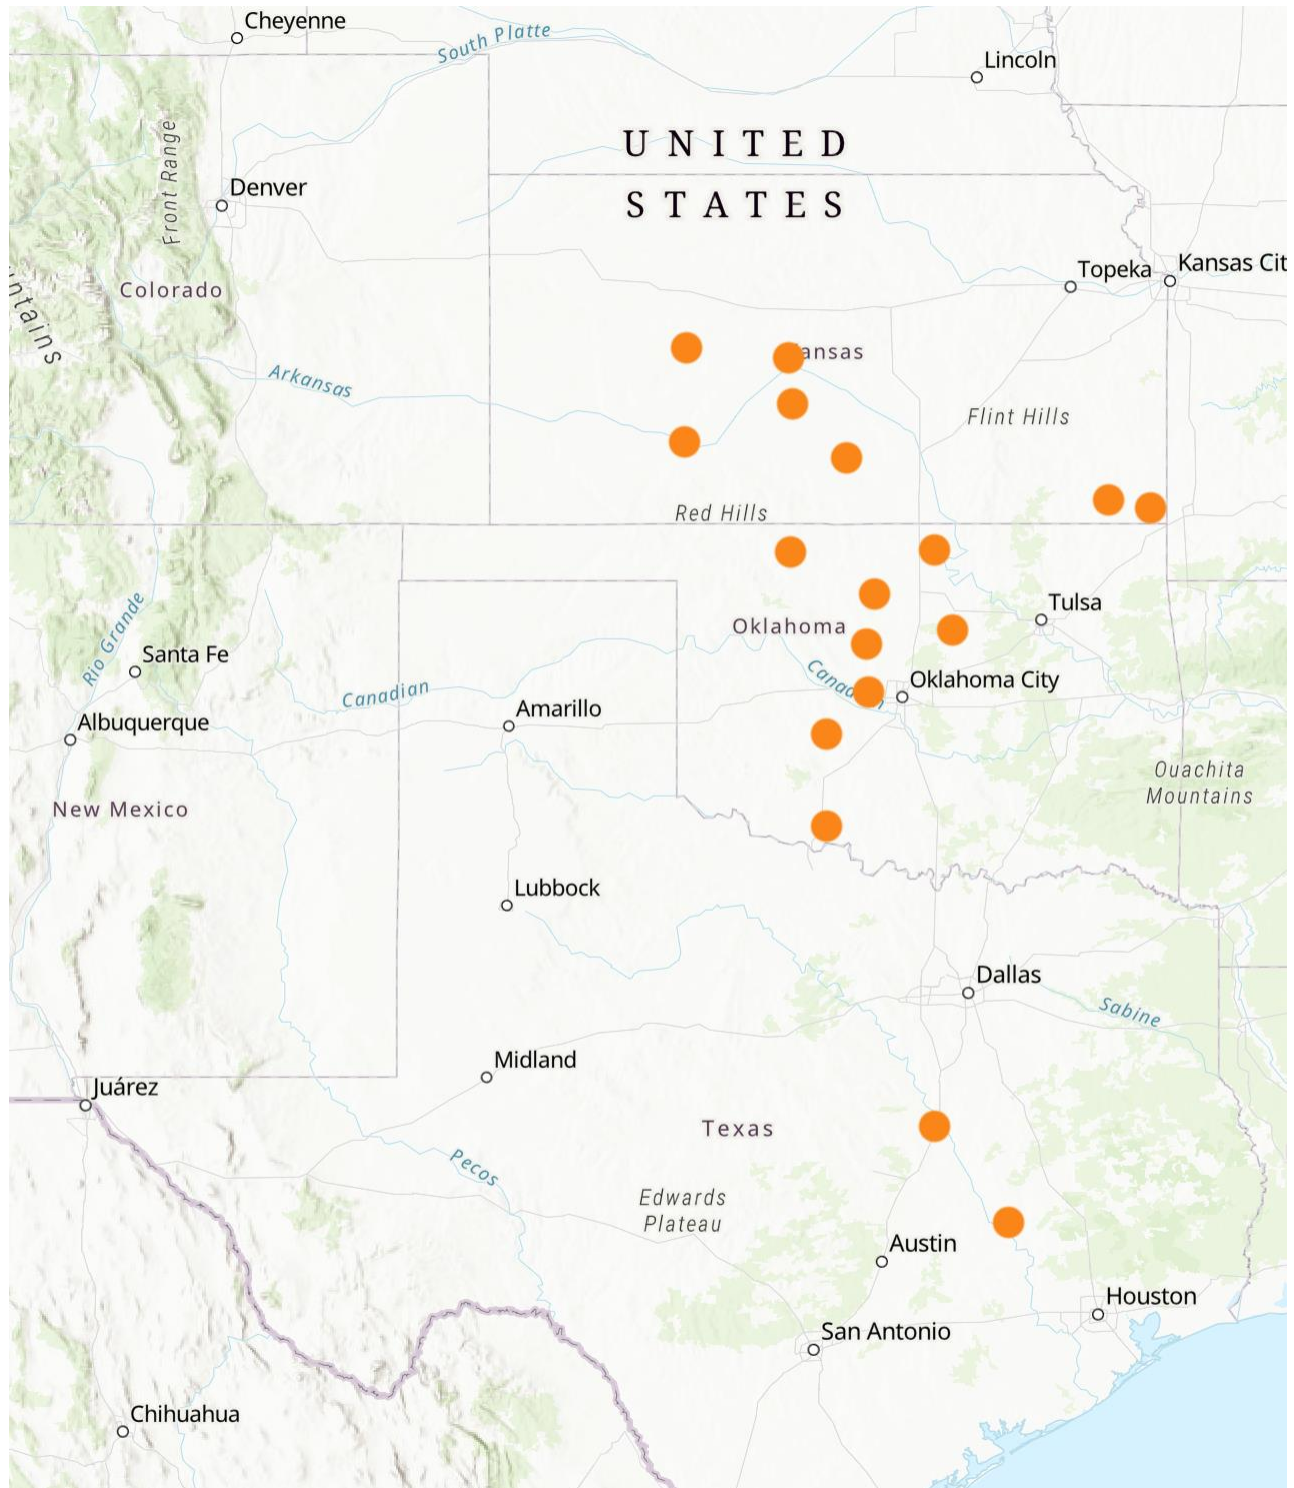 Cheyenne
South Platte
Lincoln
UNITED
STATES
Front Range
Denver
Topeka
Kansas Cit
Colorado
untains
ansas
Arkansas
Flint Hills
Red Hills
Rio Grande
Tulsa
Oklahoma
Santa Fe
Canadian
Oklahoma City
Amarillo
Albuquerque
Ouachita
Mountains
New Mexico
Lubbock
Dallas
Sabine
Midland
Juárez
Texas
Pecos
Edwards
Plateau
Austin
Houston
San Antonio
Chihuahua